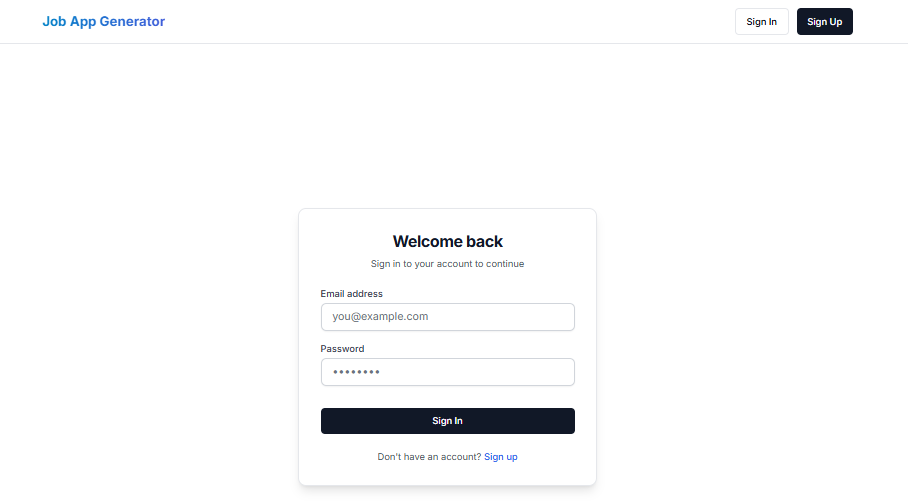 Job App Generator
Sign In
Sign Up
Welcome back
Sign in to your account to continue
Email address
you@example.com
Password
••••••••
Sign In
Don't have an account? Sign up